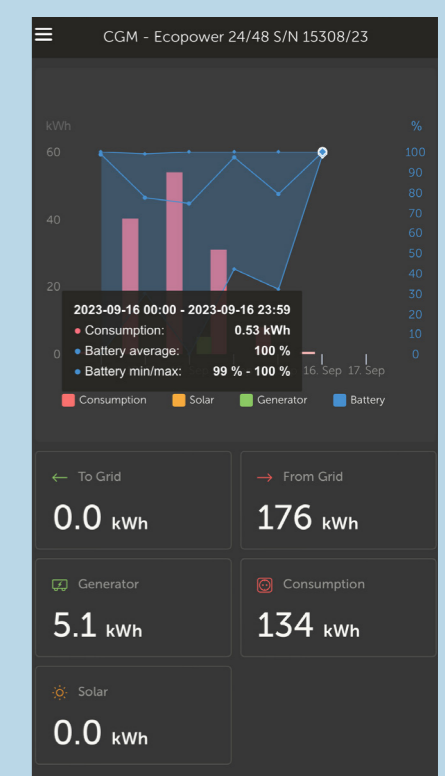 CGM - Ecopower 24/48 S/N 15308/23
kWh %
60 100
90
80
40 70
60
50
20 40
30
20
10
0 0
2023-09-16 00:00 - 2023-09-16 23:59
Consumption: 0.53 kWh
Battery average: 100 %
Battery min/max: 99 % - 100 %
16. Sep 17. Sep
Consumption Solar Generator Battery
To Grid
0.0 kWh
From Grid
176 kWh
Generator
5.1 kWh
Consumption
134 kWh
Solar
0.0 kWh